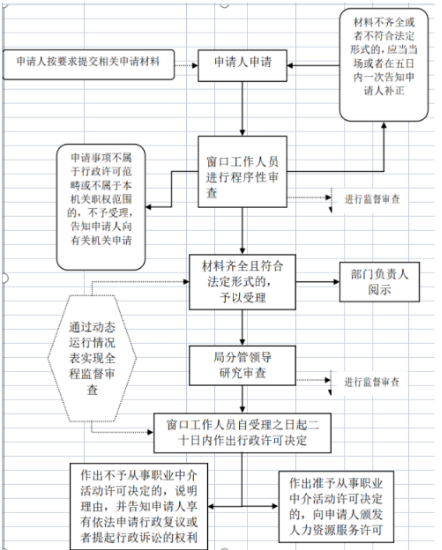 材料不齐全或
者不符合法定
形式的，应当当
场或者在五日
内一次告知申
请人补正
申请人按要求提交相关申请材料
申请人申请
申请事项不属
于行政许可范
畴或不属于本
机关职权范围
的，不予受理，
告知申请人向
有关机关申请
窗口工作人员
进行程序性审
查
进行监督审查
材料齐全且符合
法定形式的，
予以受理
部门负责人
阅示
通过动态
运行情况
表实现全
程监督审
查
局分管领导
研究审查
进行监督审查
窗口工作人员自受理之日起二
十日内作出行政许可决定
作出不予从事职业中介
活动许可决定的，说明
理由，并告知申请人享
有依法申请行政复议或
者提起行政诉讼的权利
作出准予从事职业
中介活动许可决定
的，向申请人颁发
人力资源服务许可